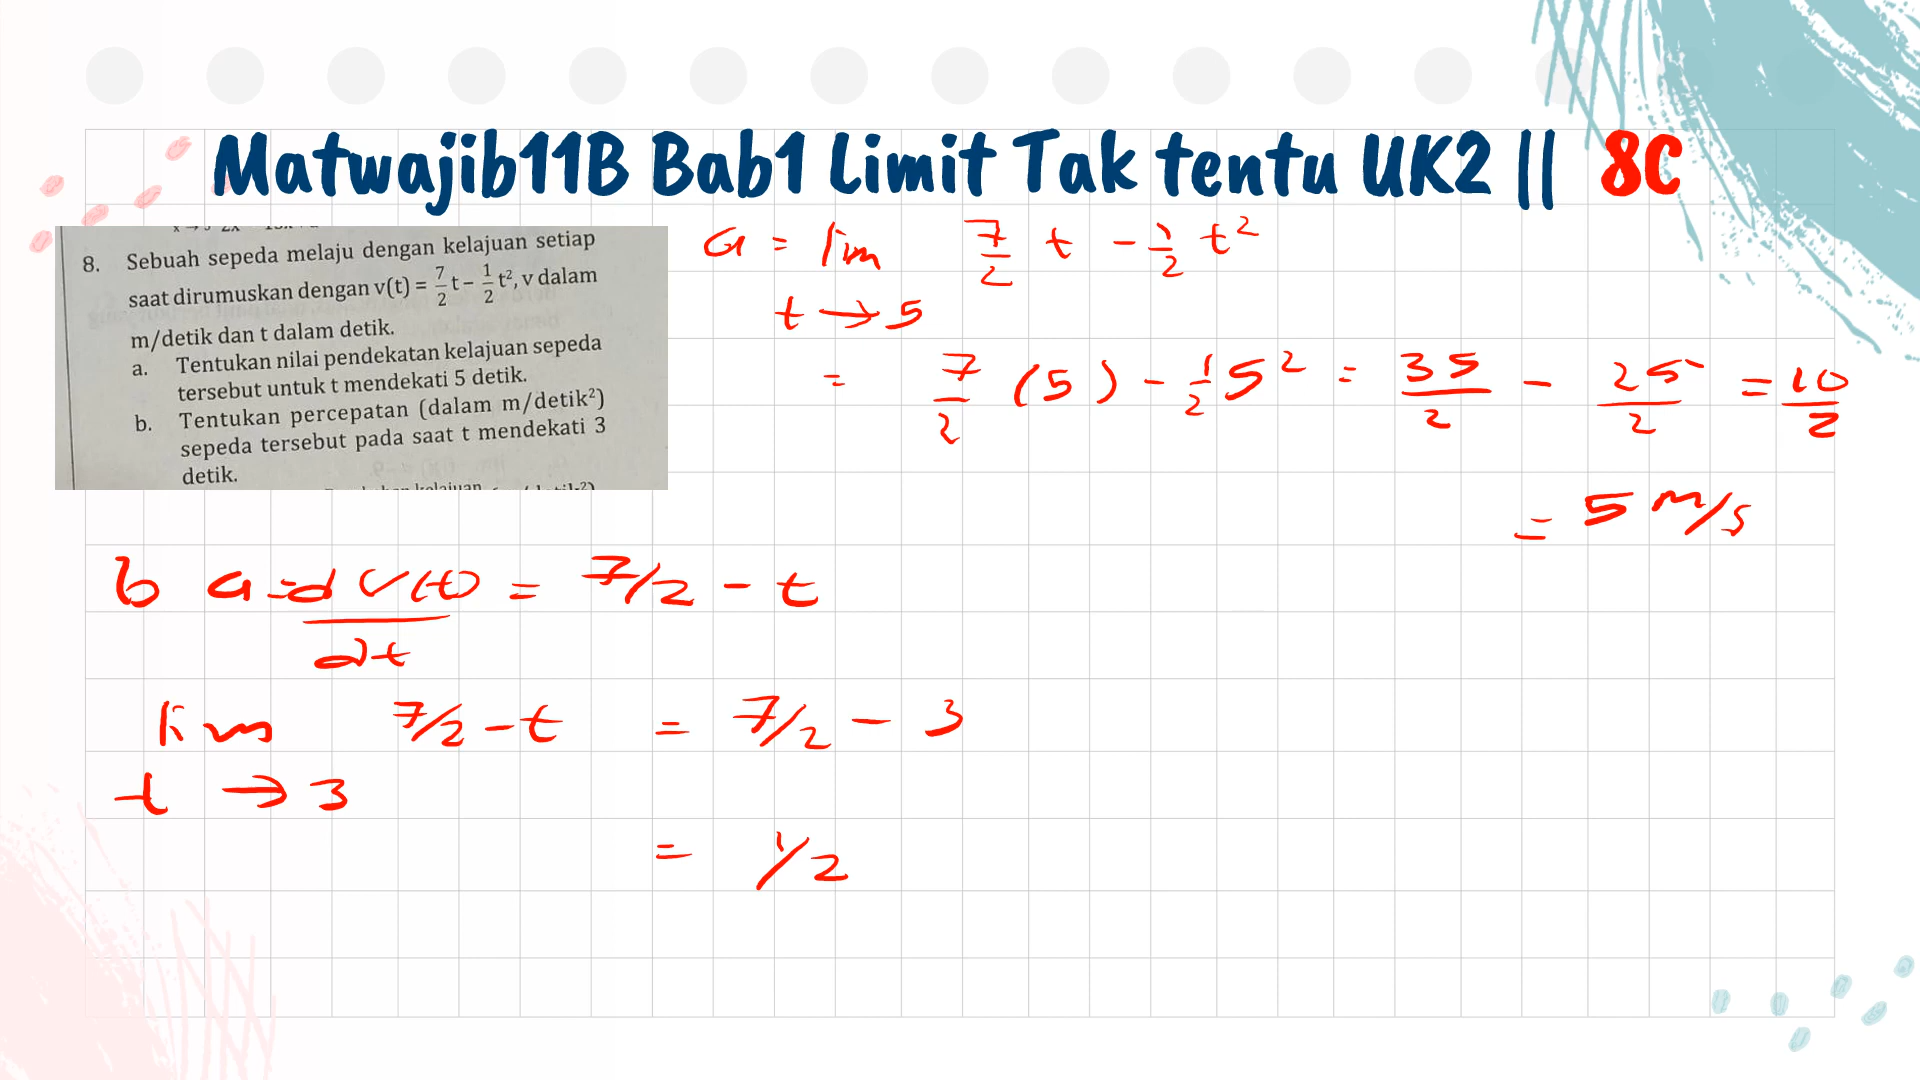 Matwajib11B Bab1 Limit Tak tentu UK2 || 8C
8. Sebuah sepeda melaju dengan kelajuan setiap
saat dirumuskan dengan v(t) = 7/2 t – 1/2 t², v dalam
m/detik dan t dalam detik.
a. Tentukan nilai pendekatan kelajuan sepeda
tersebut untuk t mendekati 5 detik.
b. Tentukan percepatan (dalam m/detik²)
sepeda tersebut pada saat t mendekati 3
detik.
a = lim 7/2 t - 1/2 t²
t → 5
= 7/2 (5) - 1/2 5² = 35/2 - 25/2 = 10/2
= 5 m/s
b a = d v(t)/dt = 7/2 - t
lim 7/2 - t = 7/2 - 3
t → 3
= 1/2